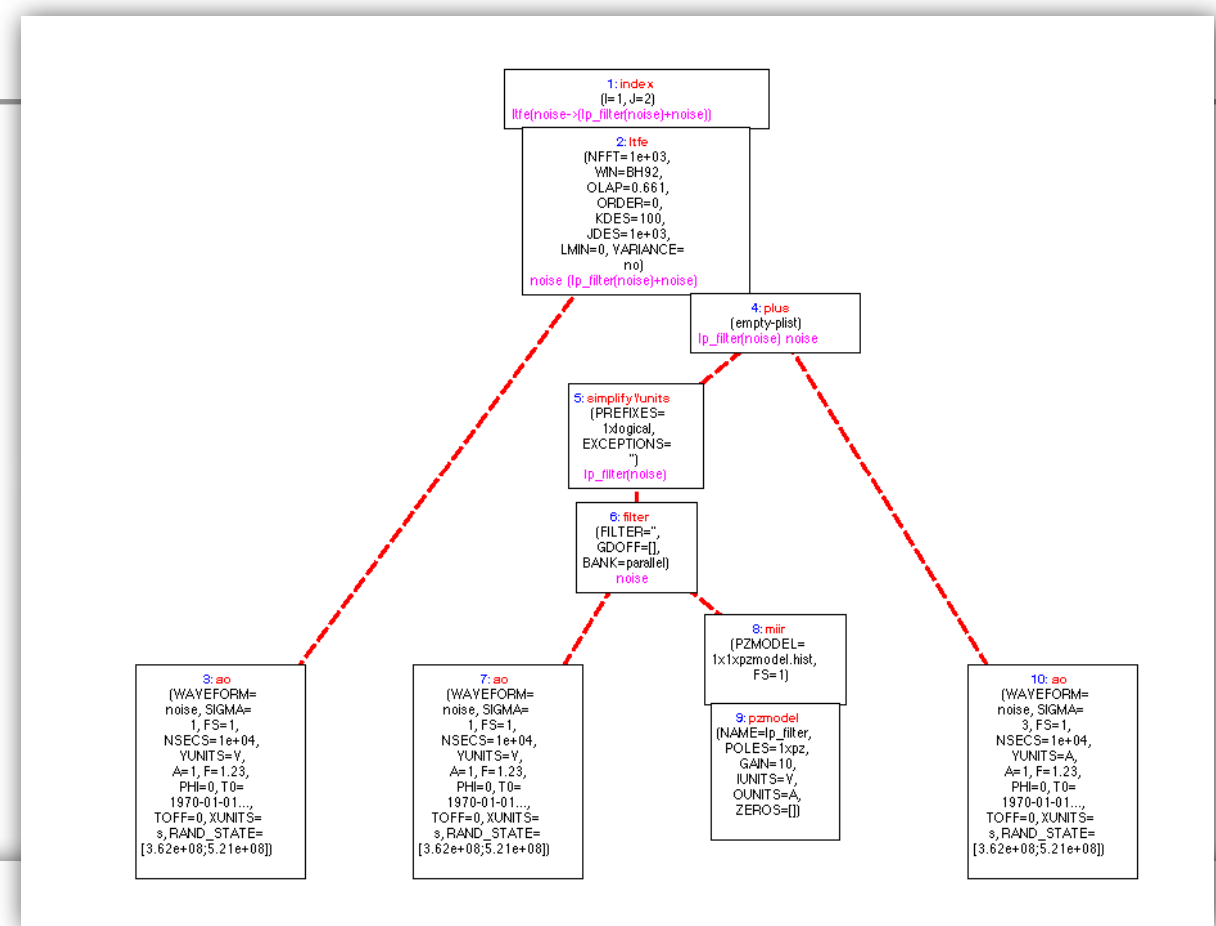 1: index
(I=1, J=2)
ltfe(noise->(lp_filter(noise)+noise))
2: ltfe
(NFFT=1e+03,
WIN=BH92,
OLAP=0.661,
ORDER=0,
KDES=100,
JDES=1e+03,
LMIN=0, VARIANCE=
no)
noise (lp_filter(noise)+noise)
4: plus
(empty-plist)
lp_filter(noise) noise
5: simplifyYunits
(PREFIXES=
1xlogical,
EXCEPTIONS=
'')
lp_filter(noise)
6: filter
(FILTER='',
GDOFF=[],
BANK=parallel)
noise
8: miir
(PZMODEL=
1x1xpzmodel.hist,
FS=1)
3: ao
(WAVEFORM=
noise, SIGMA=
1, FS=1,
NSECS=1e+04,
YUNITS=V,
A=1, F=1.23,
PHI=0, T0=
1970-01-01...,
TOFF=0, XUNITS=
s, RAND_STATE=
[3.62e+08;5.21e+08])
7: ao
(WAVEFORM=
noise, SIGMA=
1, FS=1,
NSECS=1e+04,
YUNITS=V,
A=1, F=1.23,
PHI=0, T0=
1970-01-01...,
TOFF=0, XUNITS=
s, RAND_STATE=
[3.62e+08;5.21e+08])
9: pzmodel
(NAME=lp_filter,
POLES=1xpz,
GAIN=10,
IUNITS=V,
OUNITS=A,
ZEROS=[])
10: ao
(WAVEFORM=
noise, SIGMA=
3, FS=1,
NSECS=1e+04,
YUNITS=A,
A=1, F=1.23,
PHI=0, T0=
1970-01-01...,
TOFF=0, XUNITS=
s, RAND_STATE=
[3.62e+08;5.21e+08])